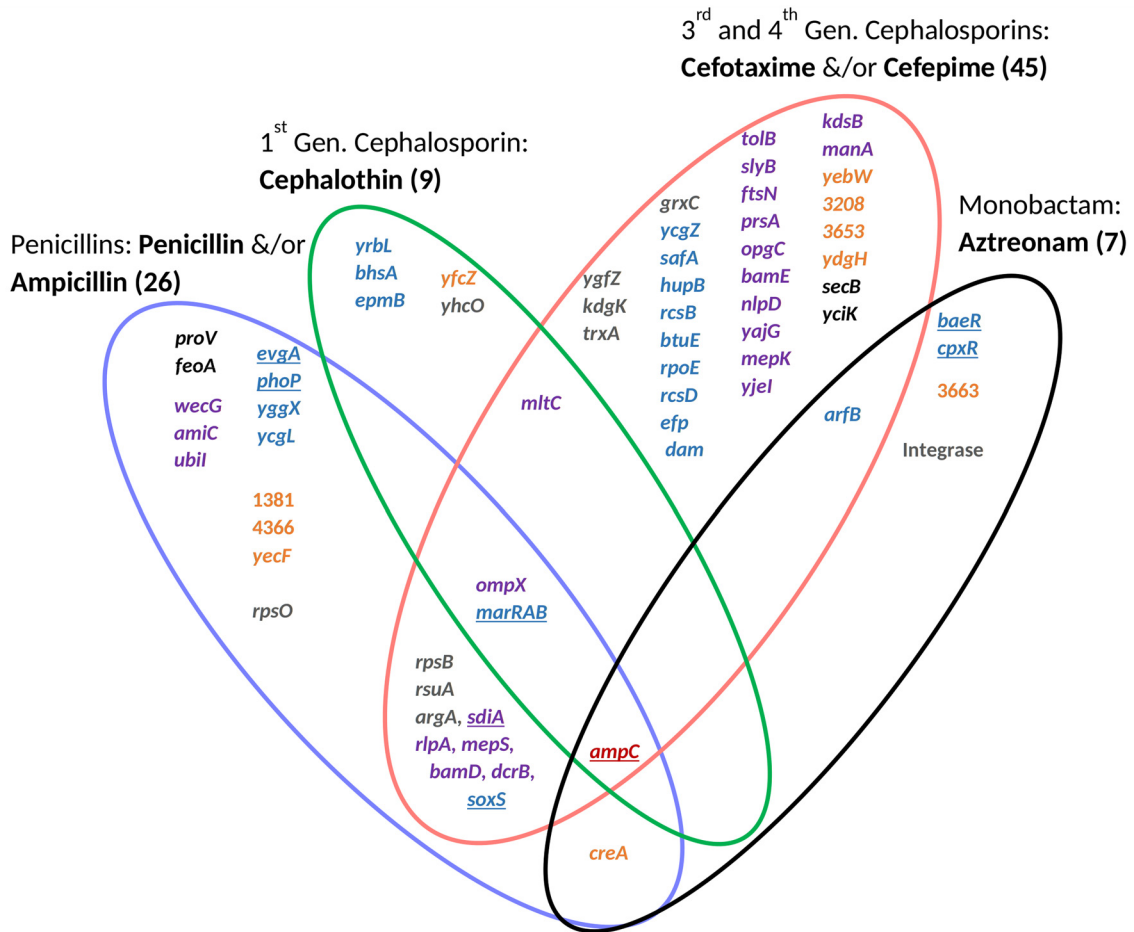 3rd and 4th Gen. Cephalosporins:
Cefotaxime &/or Cefepime (45)
1st Gen. Cephalosporin:
Cephalothin (9)
Monobactam:
Aztreonam (7)
Penicillins: Penicillin &/or
Ampicillin (26)
proV
feoA
wecG
amiC
ubiI
evgA
phoP
yggX
ycgL
1381
4366
yecF
rpsO
yrbL
bhsA
epmB
yfcZ
yhcO
mltC
ygfZ
kdgK
trxA
grxC
ycgZ
safA
hupB
rcsB
btuE
rpoE
rcsD
efp
dam
tolB
slyB
ftsN
prsA
opgC
bamE
nlpD
yajG
mepK
yjeI
kdsB
manA
yebW
3208
3653
ydgH
secB
yciK
arfB
baeR
cpxR
3663
Integrase
ompX
marRAB
rpsB
rsuA
argA, sdiA
rlpA, mepS,
bamD, dcrB,
soxS
ampC
creA